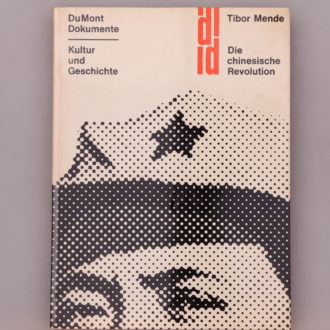 DuMont
Dokumente
Kultur
und
Geschichte
Tibor Mende
Die
chinesische
Revolution